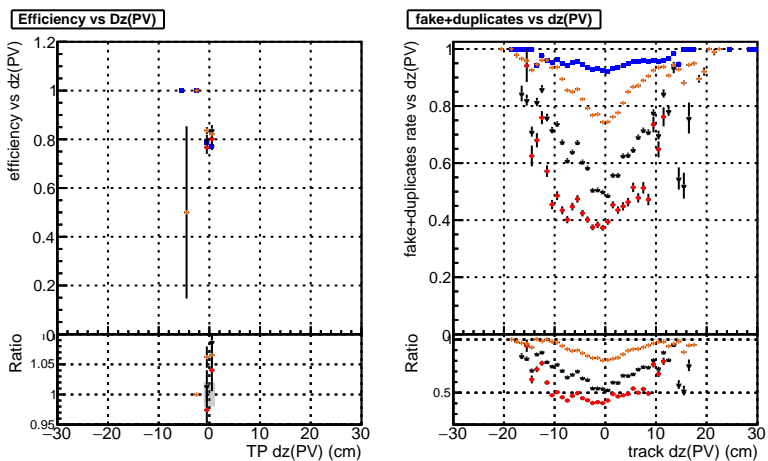 Efficiency vs Dz(PV)
fake+duplicates vs dz(PV)
efficiency vs dz(PV)
1.2
1
0.8
0.6
0.4
0.2
0
Ratio
1.05
1
0.95
−30 −20 −10 0 10 20 30
TP dz(PV) (cm)
fake+duplicates rate vs dz(PV)
1
0.8
0.6
0.4
0.2
0
Ratio
1
0.5
−30 −20 −10 0 10 20 30
track dz(PV) (cm)